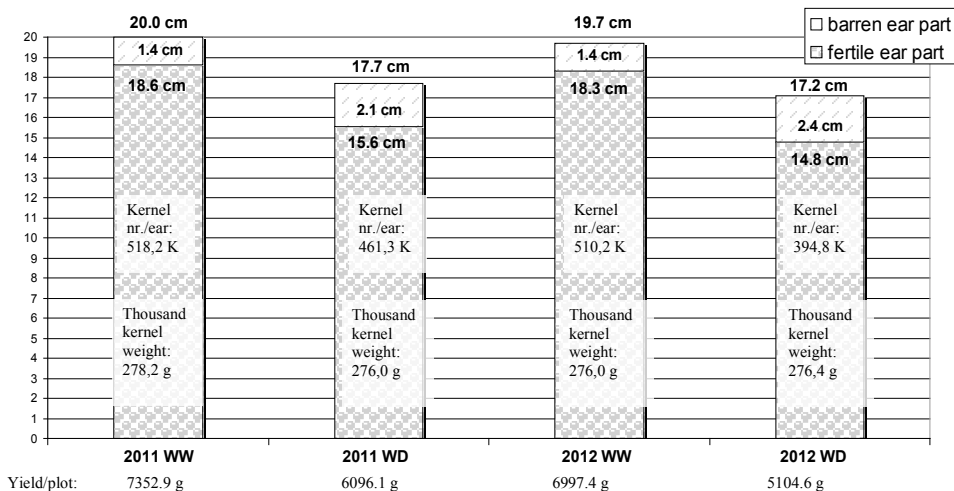 20.0 cm
19.7 cm
barren ear part
fertile ear part
20
19
18
17
16
15
14
13
12
11
10
9
8
7
6
5
4
3
2
1
0
1.4 cm
18.6 cm
Kernel
nr./ear:
518,2 K
Thousand
kernel
weight:
278,2 g
17.7 cm
2.1 cm
15.6 cm
Kernel
nr./ear:
461,3 K
Thousand
kernel
weight:
276,0 g
1.4 cm
18.3 cm
Kernel
nr./ear:
510,2 K
Thousand
kernel
weight:
276,0 g
17.2 cm
2.4 cm
14.8 cm
Kernel
nr./ear:
394,8 K
Thousand
kernel
weight:
276,4 g
2011 WW 2011 WD 2012 WW 2012 WD
Yield/plot: 7352.9 g 6096.1 g 6997.4 g 5104.6 g